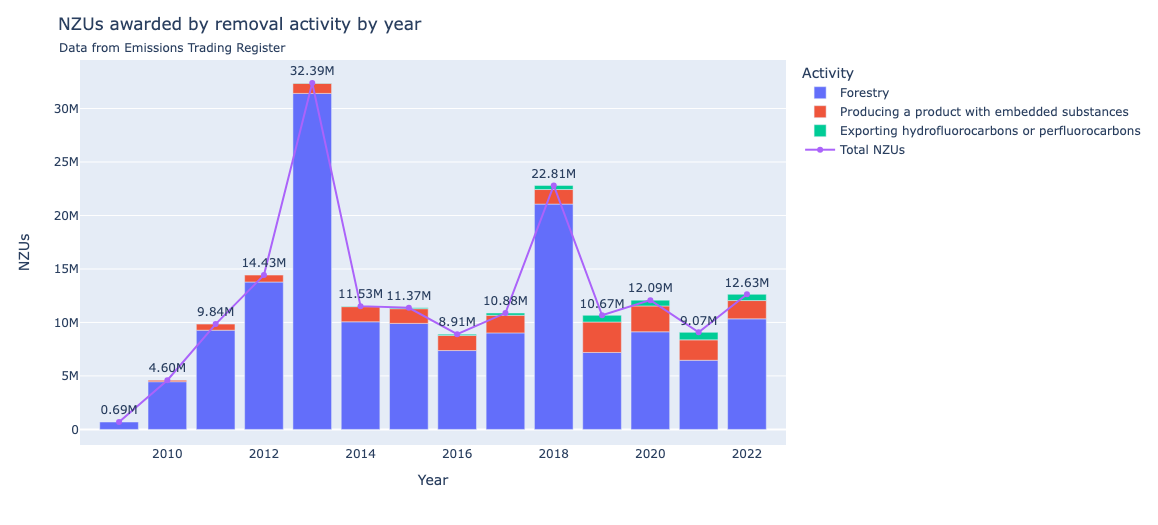 NZUs awarded by removal activity by year
Data from Emissions Trading Register
Activity
Forestry
Producing a product with embedded substances
Exporting hydrofluorocarbons or perfluorocarbons
Total NZUs
NZUs
30M
25M
20M
15M
10M
5M
0
0.69M
4.60M
9.84M
14.43M
32.39M
11.53M
11.37M
8.91M
10.88M
22.81M
10.67M
12.09M
9.07M
12.63M
2010
2012
2014
2016
2018
2020
2022
Year